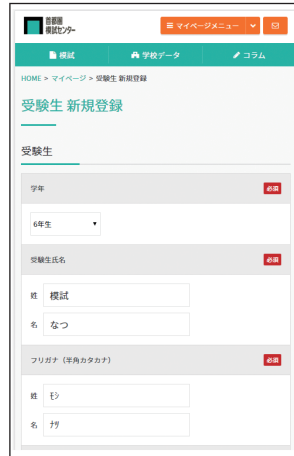 首都圏
模試センター
マイページメニュー
模試 学校データ コラム
HOME > マイページ > 受験生 新規登録
受験生 新規登録
受験生
学年 必須
6年生
受験生氏名 必須
姓 模試
名 なつ
フリガナ（半角カタカナ） 必須
姓 ﾓｼ
名 ﾅﾂ